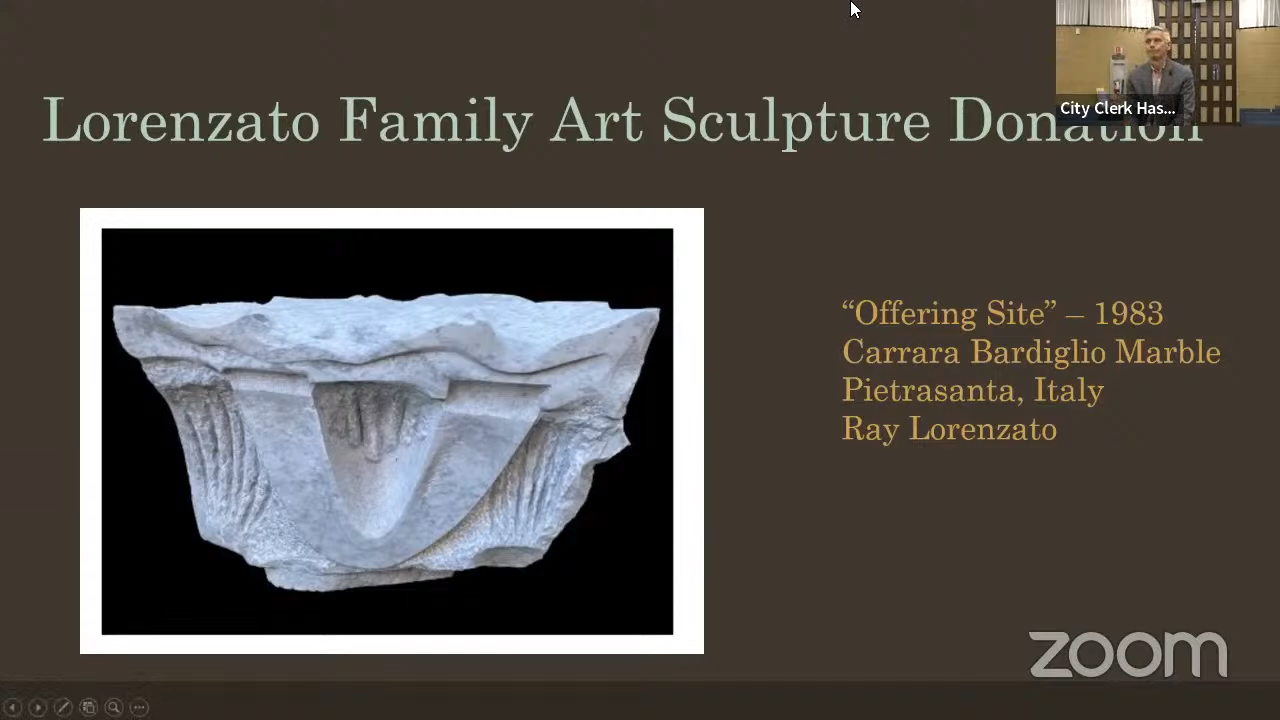 Lorenzato Family Art Sculpture Donation
City Clerk Has...
“Offering Site” – 1983
Carrara Bardiglio Marble
Pietrasanta, Italy
Ray Lorenzato
zoom